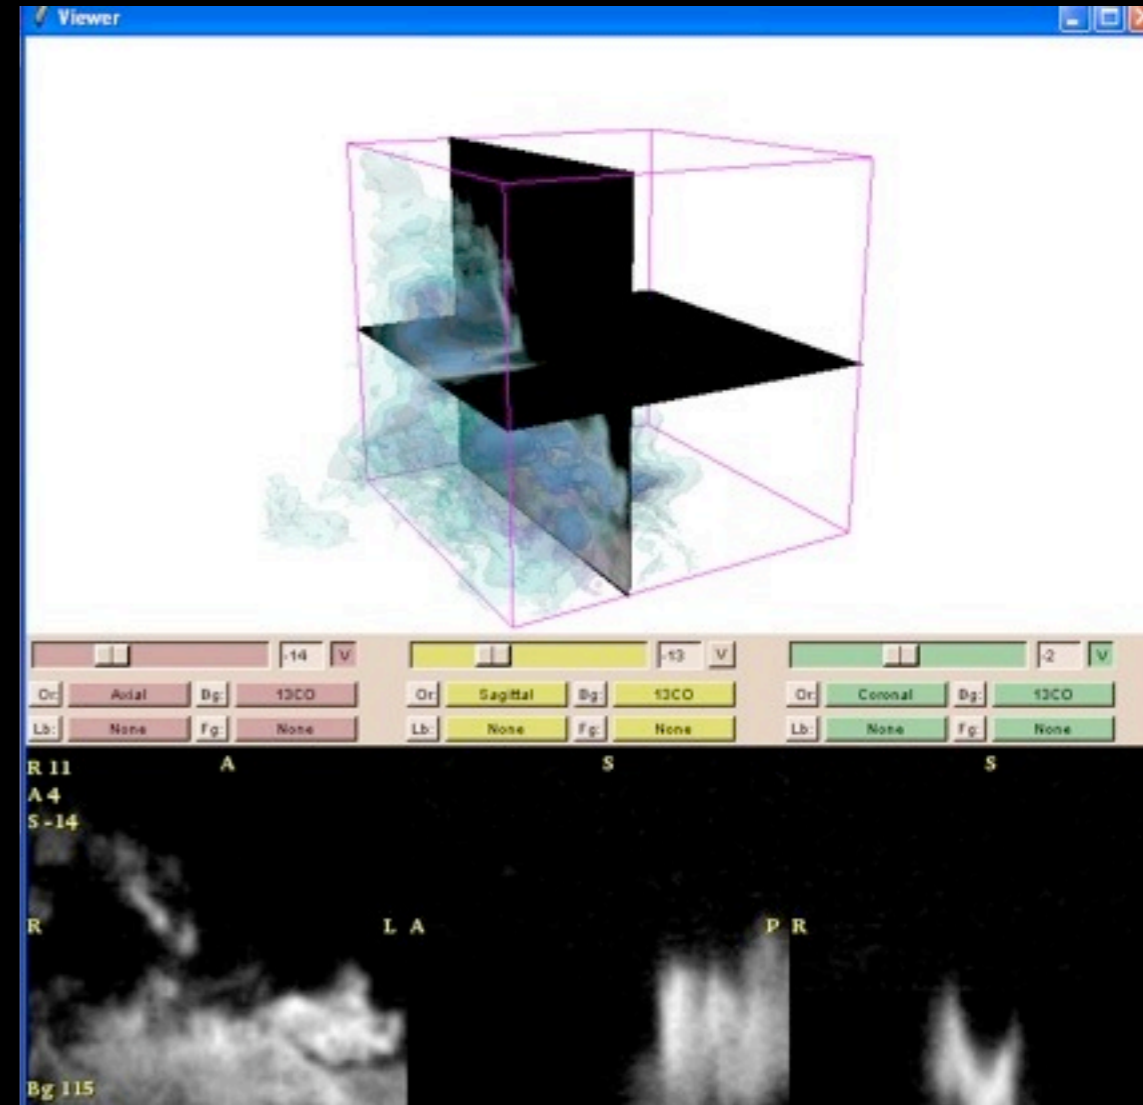 Viewer
-14 V -13 V -2 V
Or: Axial Bg: 13CO Or: Sagittal Bg: 13CO Or: Coronal Bg: 13CO
Lb: None Fg: None Lb: None Fg: None Lb: None Fg: None
R 11 A S S
A 4
S -14
R L A P R
Bg 115